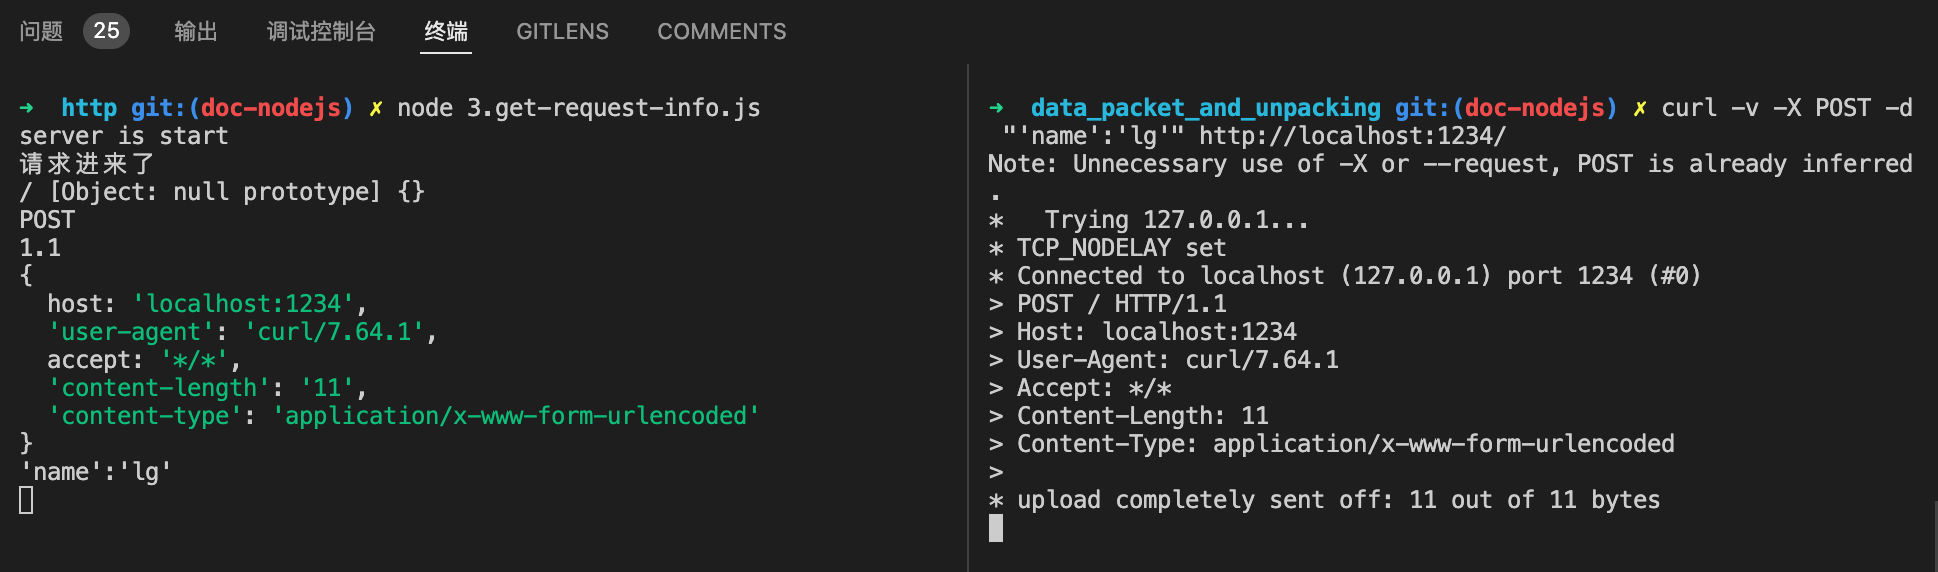 问题 25 输出 调试控制台 终端 GITLENS COMMENTS
➜  http git:(doc-nodejs) ✗ node 3.get-request-info.js
server is start
请求进来了
/ [Object: null prototype] {}
POST
1.1
{
  host: 'localhost:1234',
  'user-agent': 'curl/7.64.1',
  accept: '*/*',
  'content-length': '11',
  'content-type': 'application/x-www-form-urlencoded'
}
'name':'lg'
➜  data_packet_and_unpacking git:(doc-nodejs) ✗ curl -v -X POST -d
 "'name':'lg'" http://localhost:1234/
Note: Unnecessary use of -X or --request, POST is already inferred
.
*   Trying 127.0.0.1...
* TCP_NODELAY set
* Connected to localhost (127.0.0.1) port 1234 (#0)
> POST / HTTP/1.1
> Host: localhost:1234
> User-Agent: curl/7.64.1
> Accept: */*
> Content-Length: 11
> Content-Type: application/x-www-form-urlencoded
>
* upload completely sent off: 11 out of 11 bytes